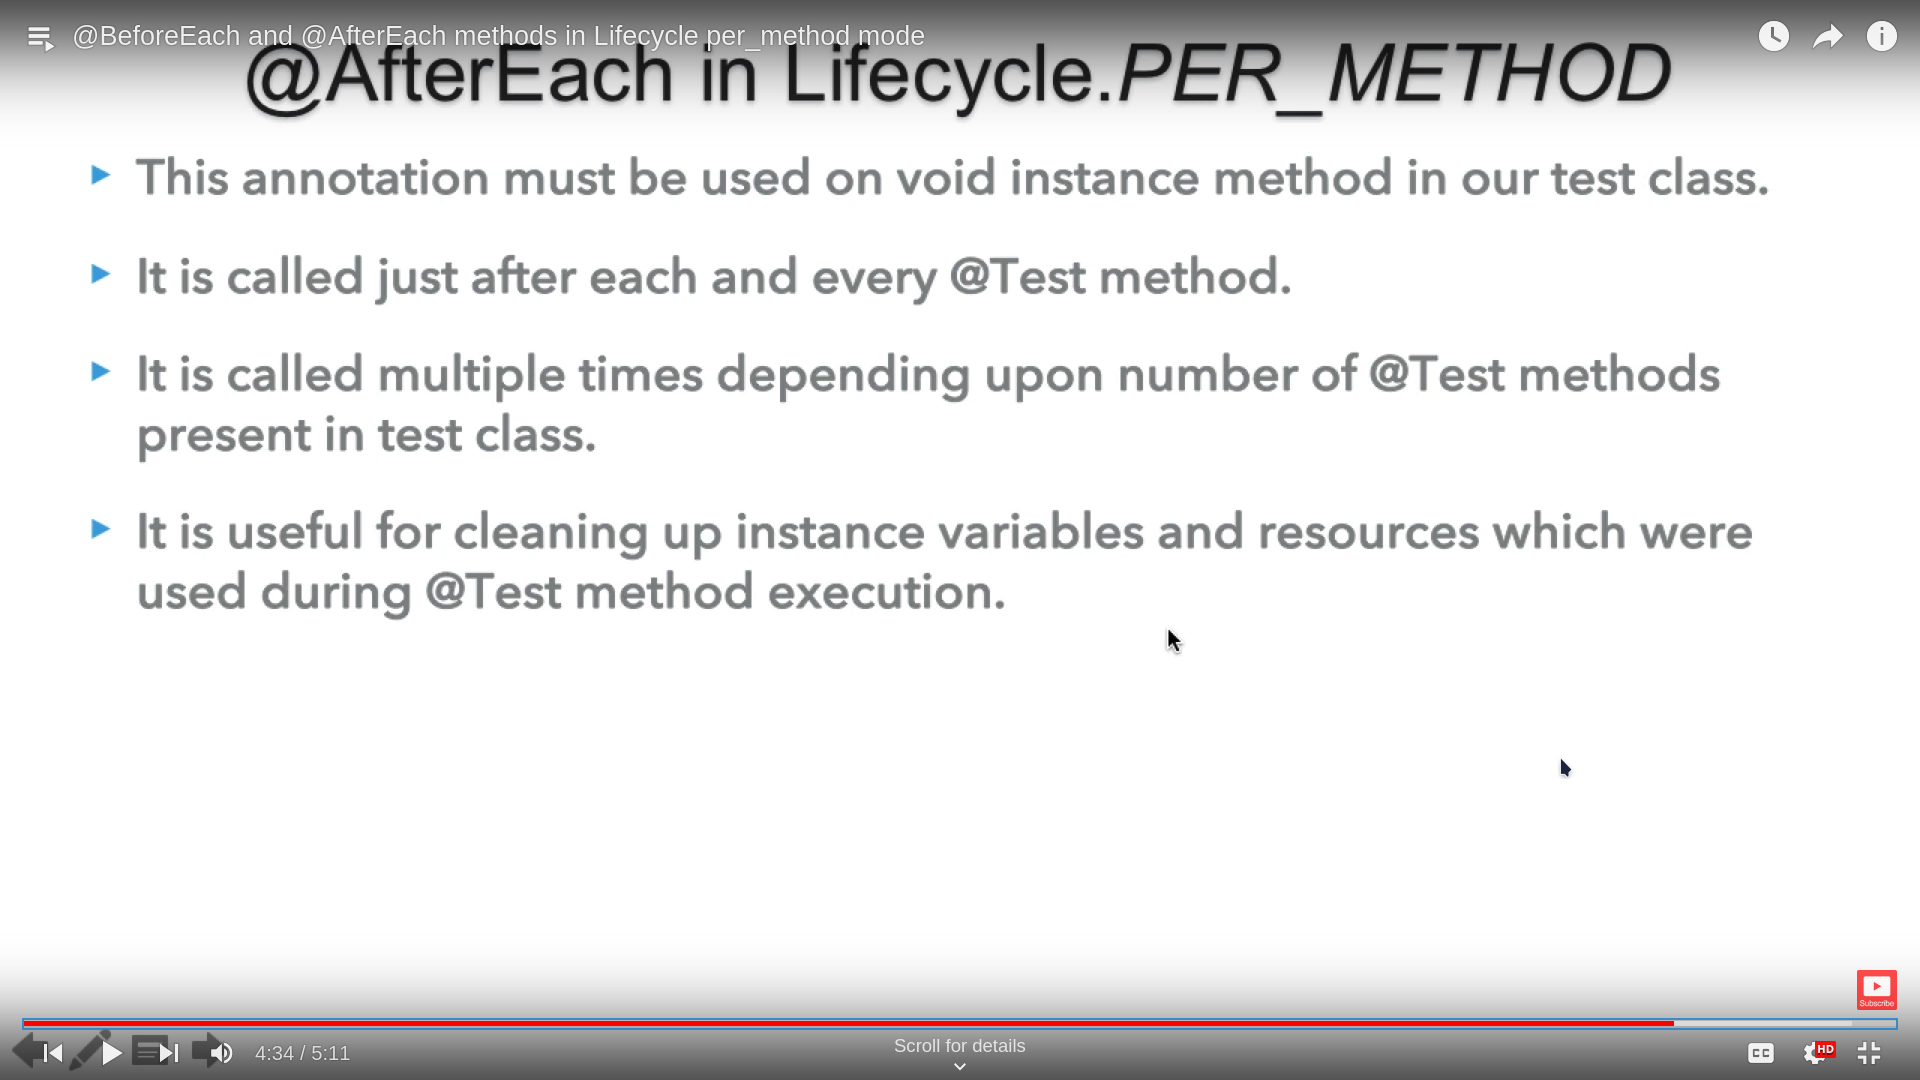 @BeforeEach and @AfterEach methods in Lifecycle per_method mode
@AfterEach in Lifecycle.PER_METHOD
This annotation must be used on void instance method in our test class.
It is called just after each and every @Test method.
It is called multiple times depending upon number of @Test methods
present in test class.
It is useful for cleaning up instance variables and resources which were
used during @Test method execution.
Subscribe
4:34 / 5:11
Scroll for details
CC
HD